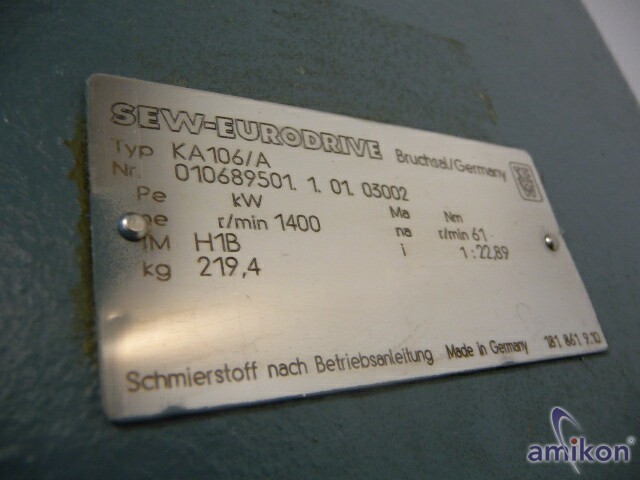 SEW-EURODRIVE Bruchsal/Germany
Typ KA106/A
Nr. 010689501. 1. 01. 03002
Pe kW Ma Nm
ne r/min 1400 na r/min 61
IM H1B i 1:22,89
kg 219,4
Schmierstoff nach Betriebsanleitung Made in Germany 181. 861. 9.10
amikon